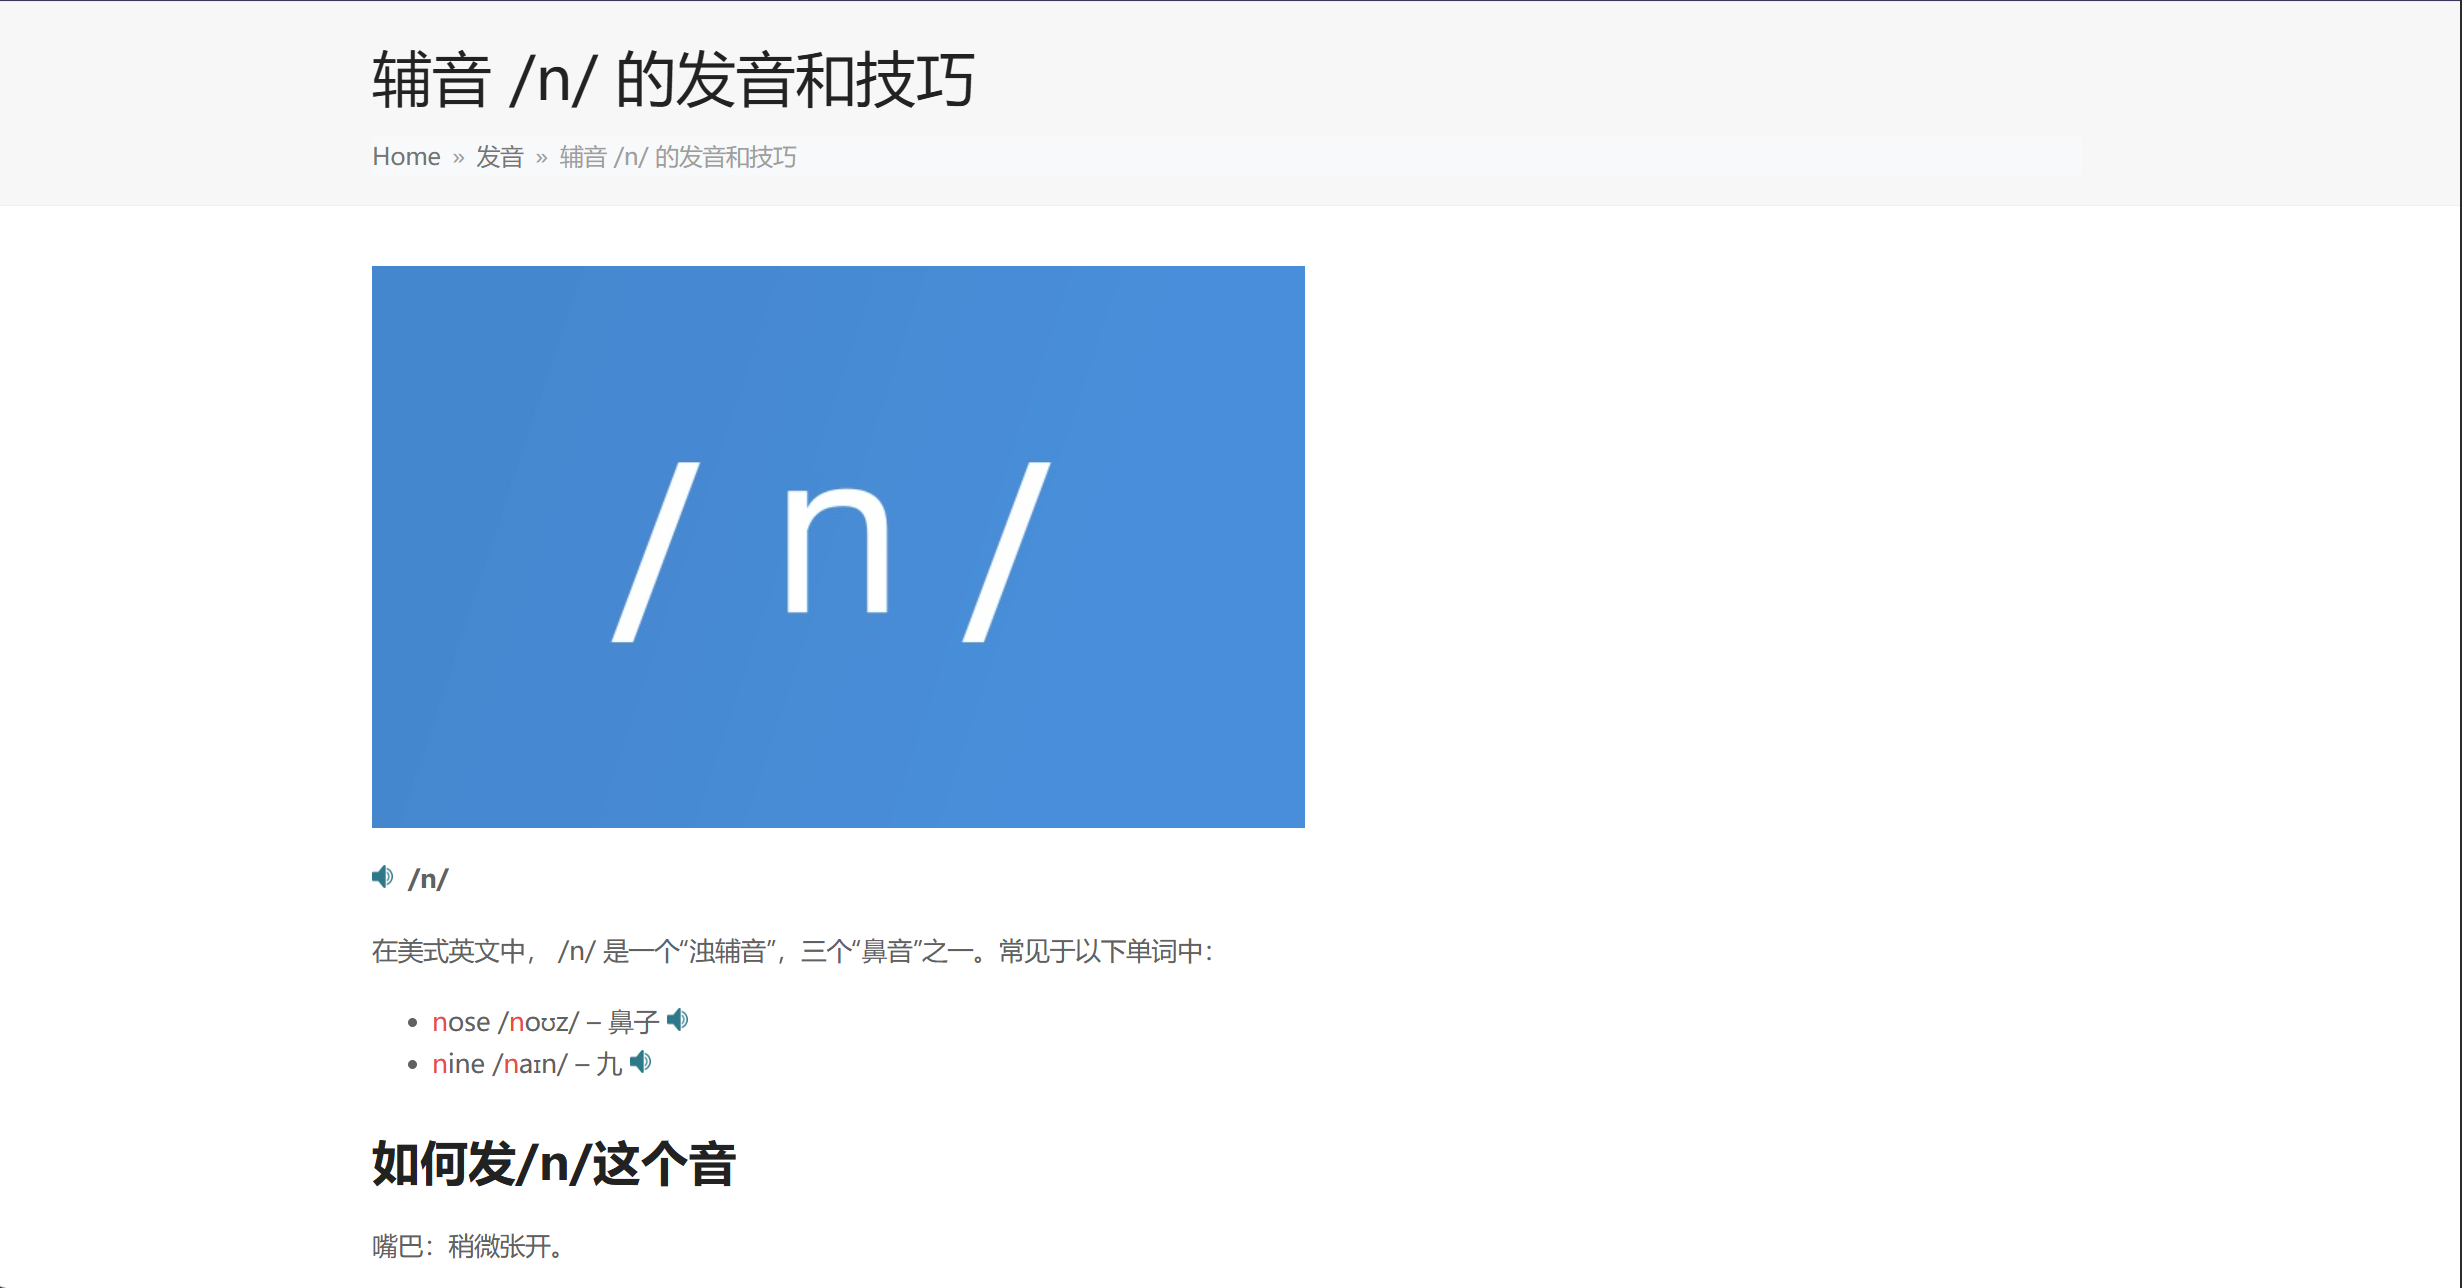 辅音 /n/ 的发音和技巧
Home » 发音 » 辅音 /n/ 的发音和技巧
/ n /
/n/
在美式英文中， /n/ 是一个“浊辅音”，三个“鼻音”之一。常见于以下单词中：
• nose /noʊz/ – 鼻子
• nine /naɪn/ – 九
如何发/n/这个音
嘴巴：稍微张开。